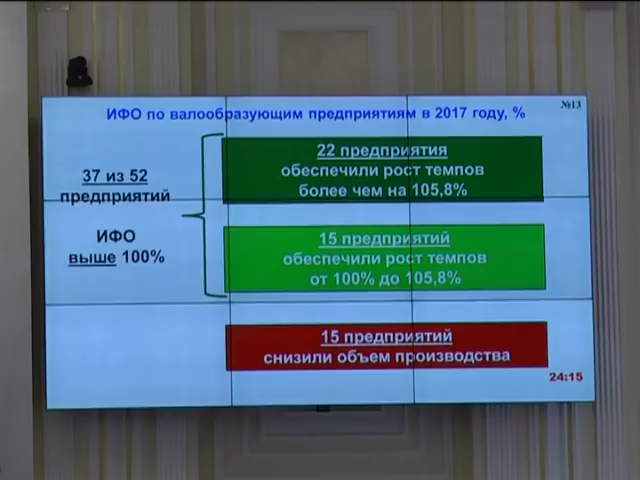 №13
ИФО по валообразующим предприятиям в 2017 году, %
37 из 52
предприятий
ИФО
выше 100%
22 предприятия
обеспечили рост темпов
более чем на 105,8%
15 предприятий
обеспечили рост темпов
от 100% до 105,8%
15 предприятий
снизили объем производства
24:15